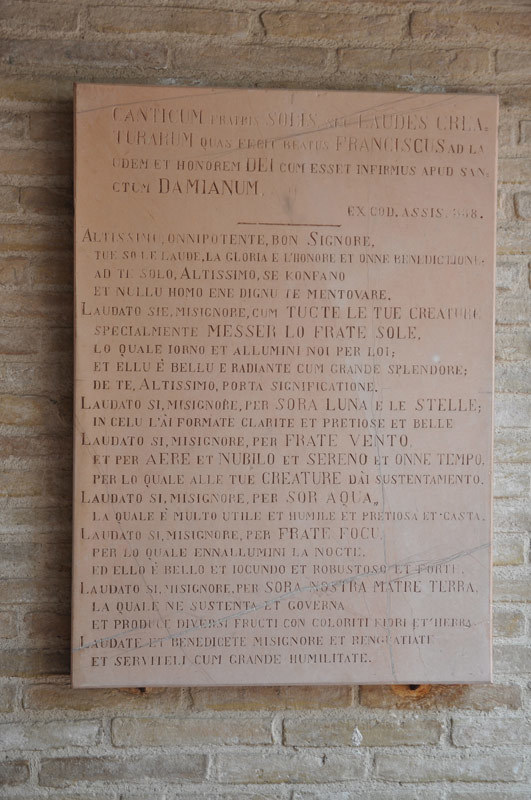 CANTICUM FRATRIS SOLIS SEU LAUDES CREA-
TURARUM QUAS FECIT BEATUS FRANCISCUS AD LA
UDEM ET HONOREM DEI CUM ESSET INFIRMUS APUD SAN-
CTUM DAMIANUM.
EX COD. ASSIS. 338.
ALTISSIMU, ONNIPOTENTE, BON SIGNORE,
TUE SO LE LAUDE, LA GLORIA E L'HONORE ET ONNE BENEDICTIONE.
AD TE SOLO, ALTISSIMO, SE KONFANO
ET NULLU HOMO ENE DIGNU TE MENTOVARE.
LAUDATO SIE, MISIGNORE, CUM TUCTE LE TUE CREATURE
SPECIALMENTE MESSER LO FRATE SOLE,
LO QUALE IORNO ET ALLUMINI NOI PER LOI;
ET ELLU É BELLU E RADIANTE CUM GRANDE SPLENDORE;
DE TE, ALTISSIMO, PORTA SIGNIFICATIONE.
LAUDATO SI, MISIGNORE, PER SORA LUNA E LE STELLE;
IN CELU L'ÀI FORMATE CLARITE ET PRETIOSE ET BELLE
LAUDATO SI, MISIGNORE, PER FRATE VENTO,
ET PER AERE ET NUBILO ET SERENO ET ONNE TEMPO,
PER LO QUALE ALLE TUE CREATURE DÀI SUSTENTAMENTO.
LAUDATO SI, MISIGNORE, PER SOR AQUA,
LA QUALE É MULTO UTILE ET HUMILE ET PRETIOSA ET CASTA.
LAUDATO SI, MISIGNORE, PER FRATE FOCU,
PER LO QUALE ENNALLUMINI LA NOCTE,
ED ELLO É BELLO ET IOCUNDO ET ROBUSTOSO ET FORTE.
LAUDATO SI, MISIGNORE, PER SORA NOSTRA MATRE TERRA,
LA QUALE NE SUSTENTA ET GOVERNA
ET PRODUCE DIVERSI FRUCTI CON COLORITI FIORI ET HERBA
LAUDATE ET BENEDICETE MISIGNORE ET RENGRATIATE
ET SERVITELI CUM GRANDE HUMILITATE.